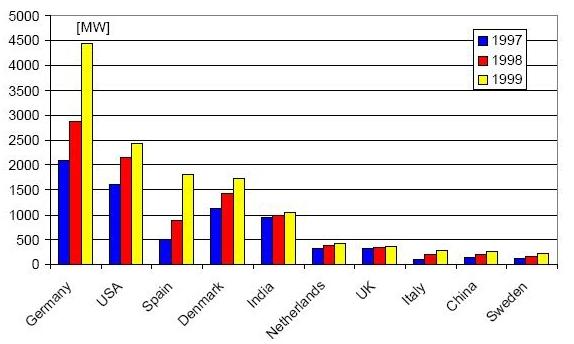 5000
[MW]
4500
4000
3500
3000
2500
2000
1500
1000
500
0
1997
1998
1999
Germany
USA
Spain
Denmark
India
Netherlands
UK
Italy
China
Sweden